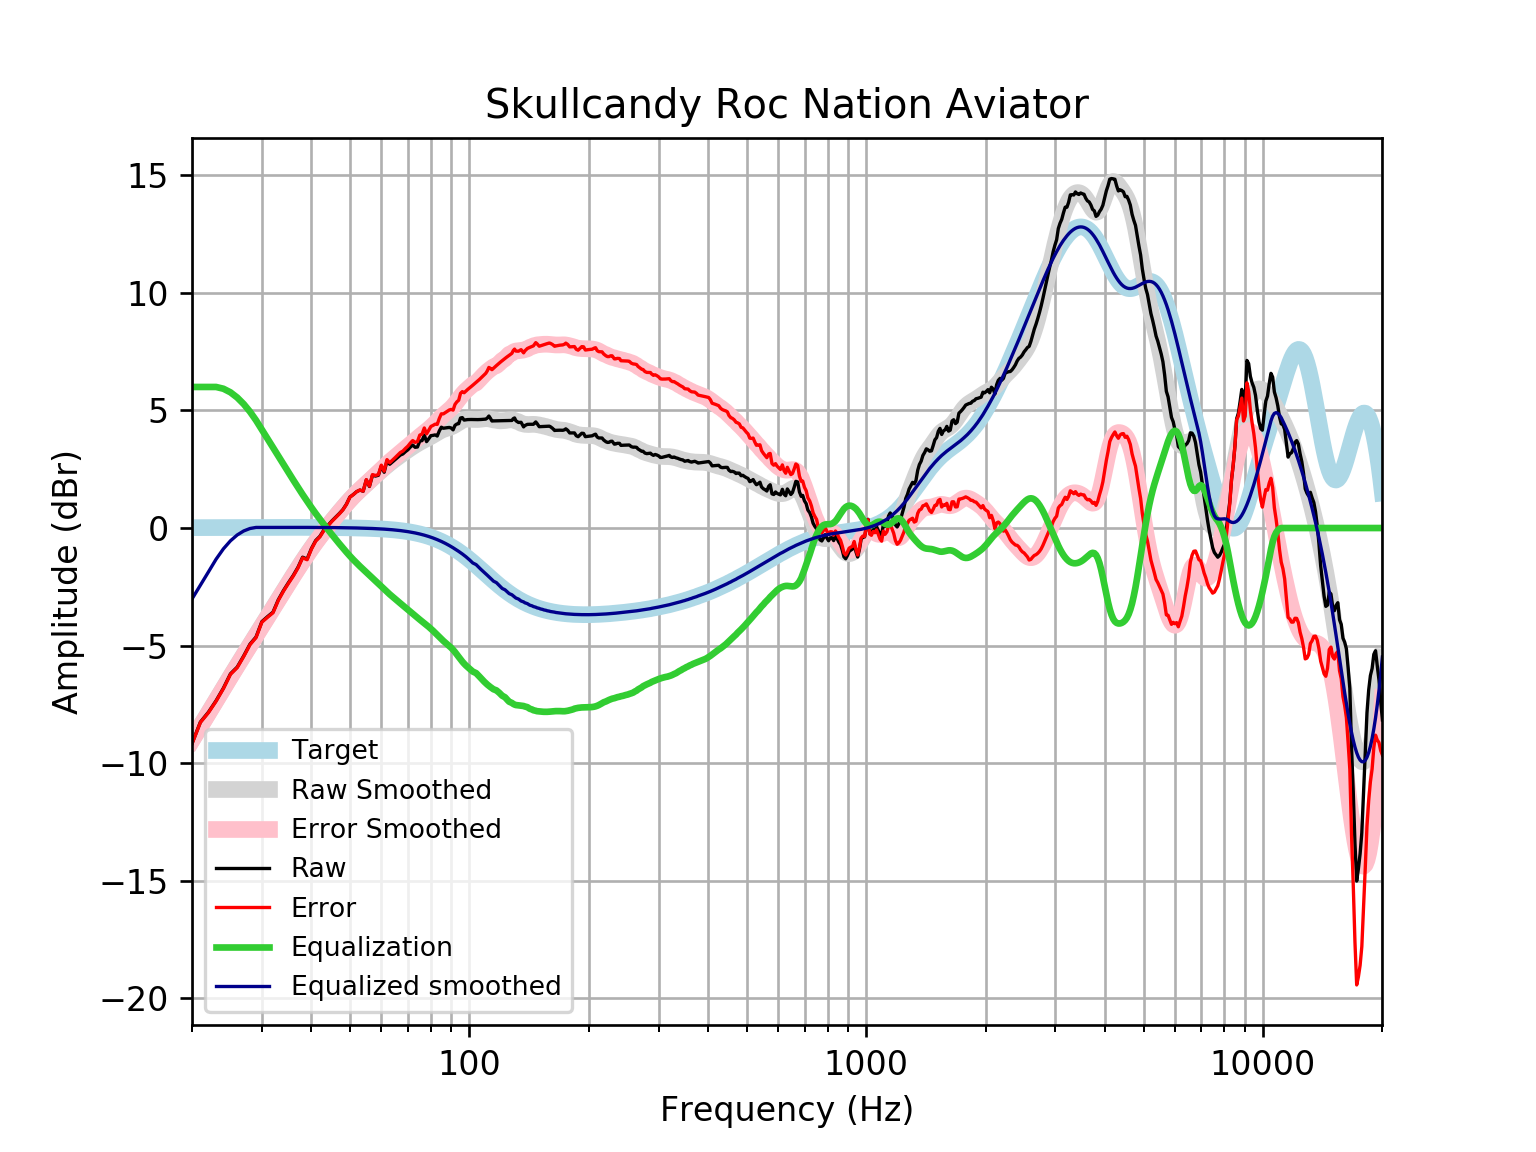 Skullcandy Roc Nation Aviator
15
10
5
0
−5
−10
−15
−20
Amplitude (dBr)
Target
Raw Smoothed
Error Smoothed
Raw
Error
Equalization
Equalized smoothed
100 1000 10000
Frequency (Hz)